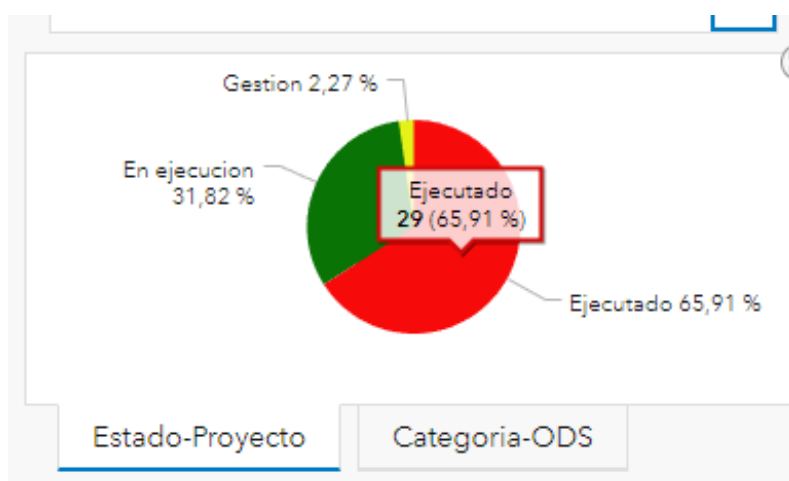 Gestion 2,27 %
En ejecucion
31,82 %
Ejecutado
29 (65,91 %)
Ejecutado 65,91 %
Estado-Proyecto
Categoria-ODS